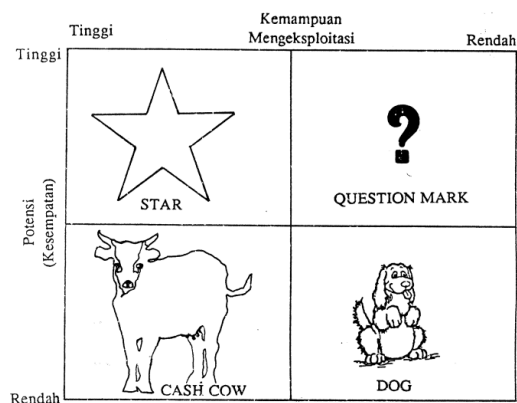 Kemampuan
Tinggi Mengeksploitasi Rendah
Tinggi
STAR
QUESTION MARK
Potensi
(Kesempatan)
CASH COW
DOG
Rendah